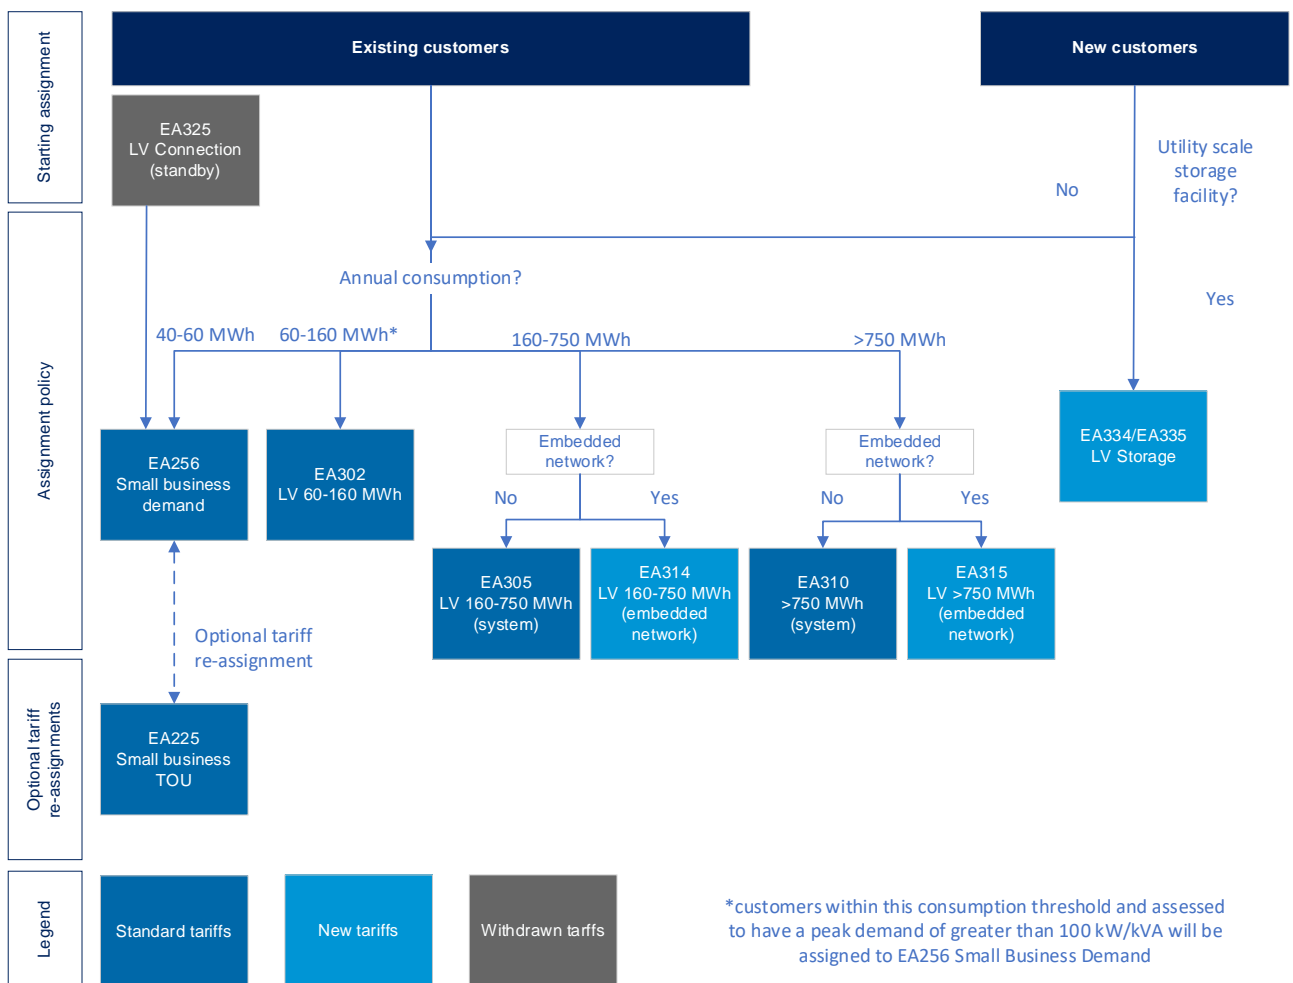 Starting assignment
Existing customers
New customers
EA325
LV Connection
(standby)
Utility scale
storage
facility?
No
Yes
Assignment policy
Annual consumption?
40-60 MWh
60-160 MWh*
160-750 MWh
>750 MWh
EA256
Small business
demand
EA302
LV 60-160 MWh
Embedded
network?
Embedded
network?
EA334/EA335
LV Storage
No
Yes
No
Yes
EA305
LV 160-750 MWh
(system)
EA314
LV 160-750 MWh
(embedded
network)
EA310
>750 MWh
(system)
EA315
LV >750 MWh
(embedded
network)
Optional tariff
re-assignment
Optional tariff
re-assignments
EA225
Small business
TOU
Legend
Standard tariffs
New tariffs
Withdrawn tarffs
*customers within this consumption threshold and assessed
to have a peak demand of greater than 100 kW/kVA will be
assigned to EA256 Small Business Demand